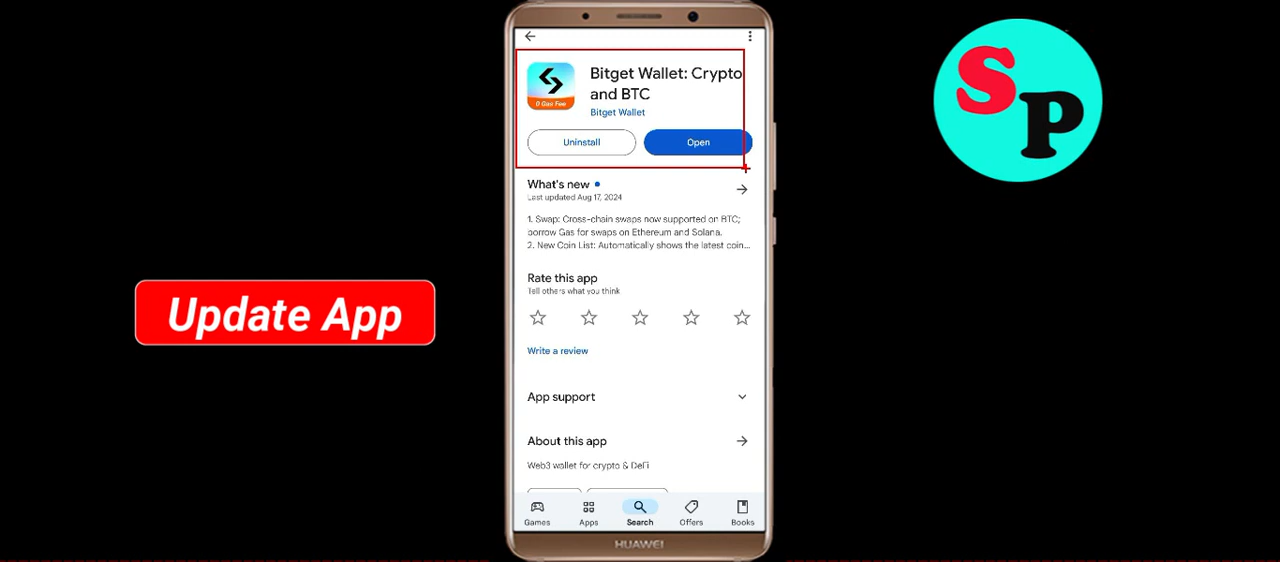 Bitget Wallet: Crypto
and BTC
Bitget Wallet
0 Gas Fee
Uninstall
Open
What's new
Last updated Aug 17, 2024
1. Swap: Cross-chain swaps now supported on BTC;
borrow Gas for swaps on Ethereum and Solana.
2. New Coin List: Automatically shows the latest coin...
Rate this app
Tell others what you think
Write a review
App support
About this app
Web3 wallet for crypto & DeFi
Games
Apps
Search
Offers
Books
HUAWEI
Update App
SP